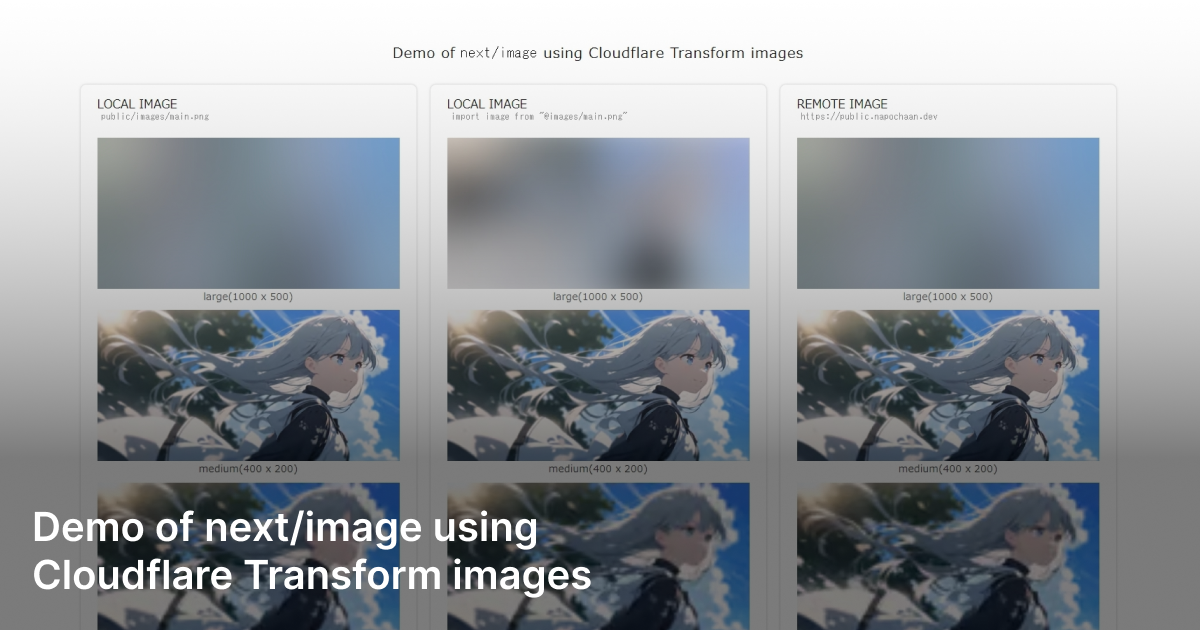 Demo of next/image using Cloudflare Transform images
LOCAL IMAGE
public/images/main.png
large(1000 x 500)
medium(400 x 200)
LOCAL IMAGE
import image from "@images/main.png"
large(1000 x 500)
medium(400 x 200)
REMOTE IMAGE
https://public.napochaan.dev
large(1000 x 500)
medium(400 x 200)
Demo of next/image using
Cloudflare Transform images